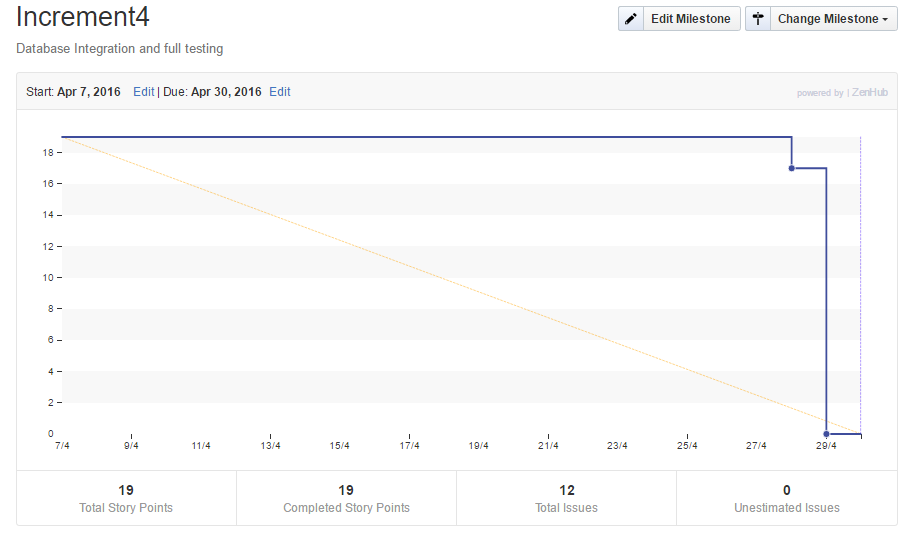 Increment4
Edit Milestone
Change Milestone
Database Integration and full testing
Start: Apr 7, 2016 Edit | Due: Apr 30, 2016 Edit
powered by | ZenHub
18
16
14
12
10
8
6
4
2
0
7/4 9/4 11/4 13/4 15/4 17/4 19/4 21/4 23/4 25/4 27/4 29/4
19 19 12 0
Total Story Points Completed Story Points Total Issues Unestimated Issues